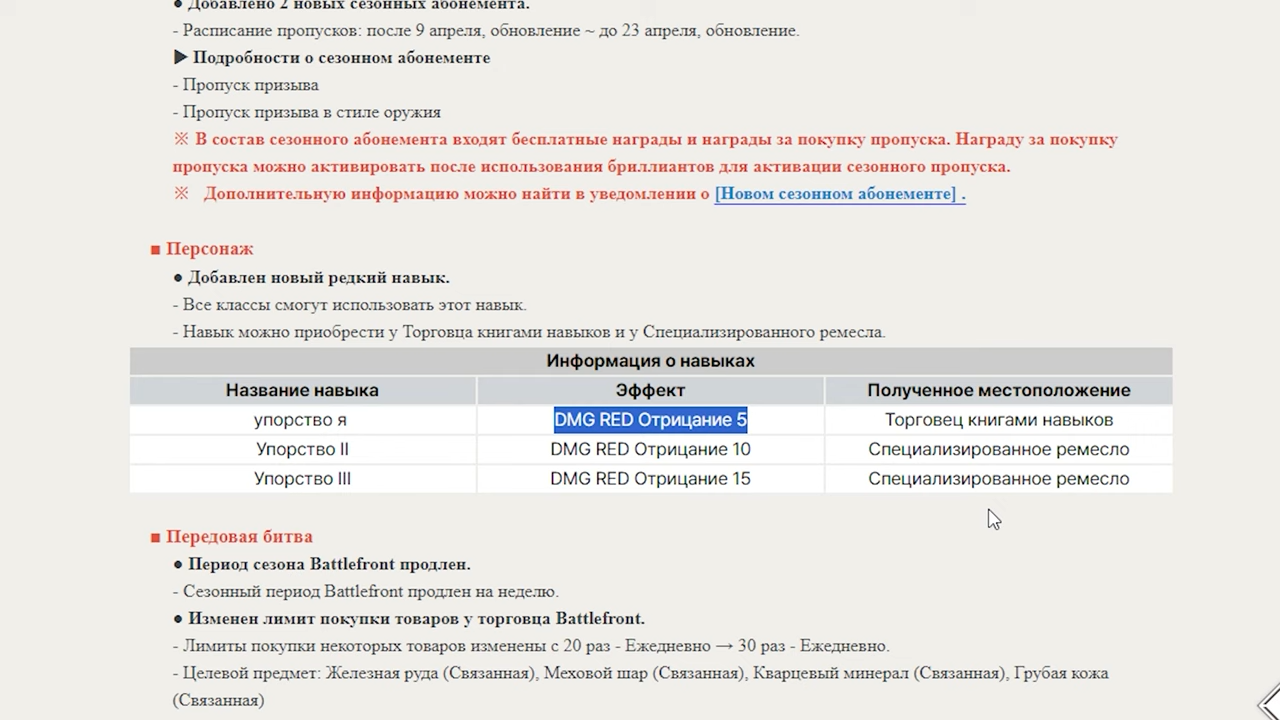 ● Добавлено 2 новых сезонных абонемента.
- Расписание пропусков: после 9 апреля, обновление ~ до 23 апреля, обновление.
▶ Подробности о сезонном абонементе
- Пропуск призыва
- Пропуск призыва в стиле оружия
※ В состав сезонного абонемента входят бесплатные награды и награды за покупку пропуска. Награду за покупку
пропуска можно активировать после использования бриллиантов для активации сезонного пропуска.
※ Дополнительную информацию можно найти в уведомлении о [Новом сезонном абонементе] .
■ Персонаж
● Добавлен новый редкий навык.
- Все классы смогут использовать этот навык.
- Навык можно приобрести у Торговца книгами навыков и у Специализированного ремесла.
Информация о навыках
Название навыка Эффект Полученное местоположение
упорство я DMG RED Отрицание 5 Торговец книгами навыков
Упорство II DMG RED Отрицание 10 Специализированное ремесло
Упорство III DMG RED Отрицание 15 Специализированное ремесло
■ Передовая битва
● Период сезона Battlefront продлен.
- Сезонный период Battlefront продлен на неделю.
● Изменен лимит покупки товаров у торговца Battlefront.
- Лимиты покупки некоторых товаров изменены с 20 раз - Ежедневно → 30 раз - Ежедневно.
- Целевой предмет: Железная руда (Связанная), Меховой шар (Связанная), Кварцевый минерал (Связанная), Грубая кожа
(Связанная)